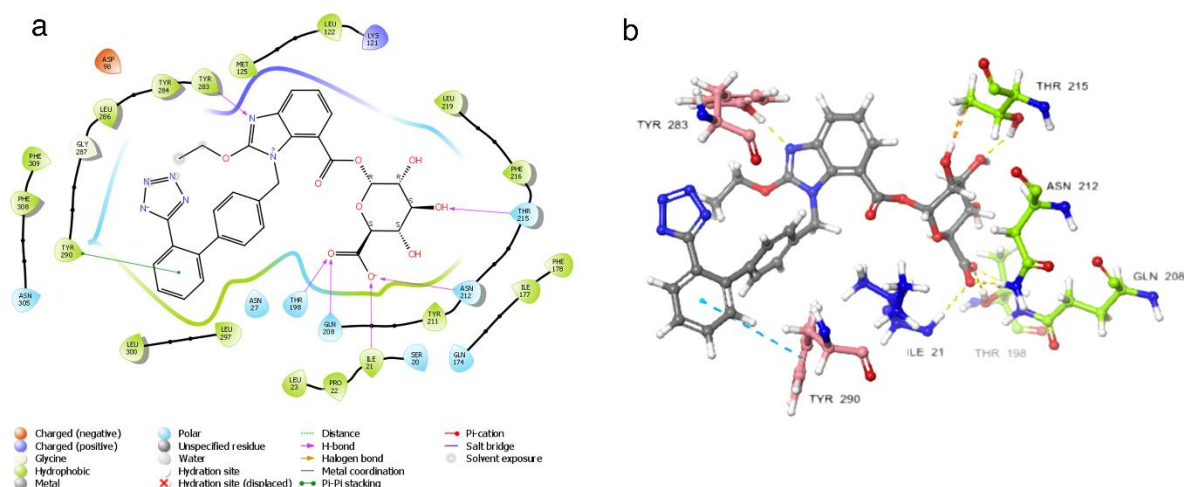 a
LEU
122
LYS
121
MET
125
ASP
98
TYR
284
TYR
283
LEU
286
GLY
287
PHE
309
PHE
308
TYR
290
ASN
305
LEU
300
LEU
297
ASN
27
THR
198
GLN
208
TYR
211
ASN
212
LEU
23
PRO
22
ILE
21
SER
20
GLN
174
ILE
177
PHE
178
THR
215
PHE
216
LEU
219
N
N+
O
O
O
O
R
R
OH
S
OH
S
S
OH
O
O-
N
N
N
N-
Charged (negative)
Charged (positive)
Glycine
Hydrophobic
Metal
Polar
Unspecified residue
Water
Hydration site
Hydration site (displaced)
Distance
H-bond
Halogen bond
Metal coordination
Pi-Pi stacking
Pi-cation
Salt bridge
Solvent exposure
b
THR 215
TYR 283
ASN 212
GLN 208
ILE 21
THR 198
TYR 290